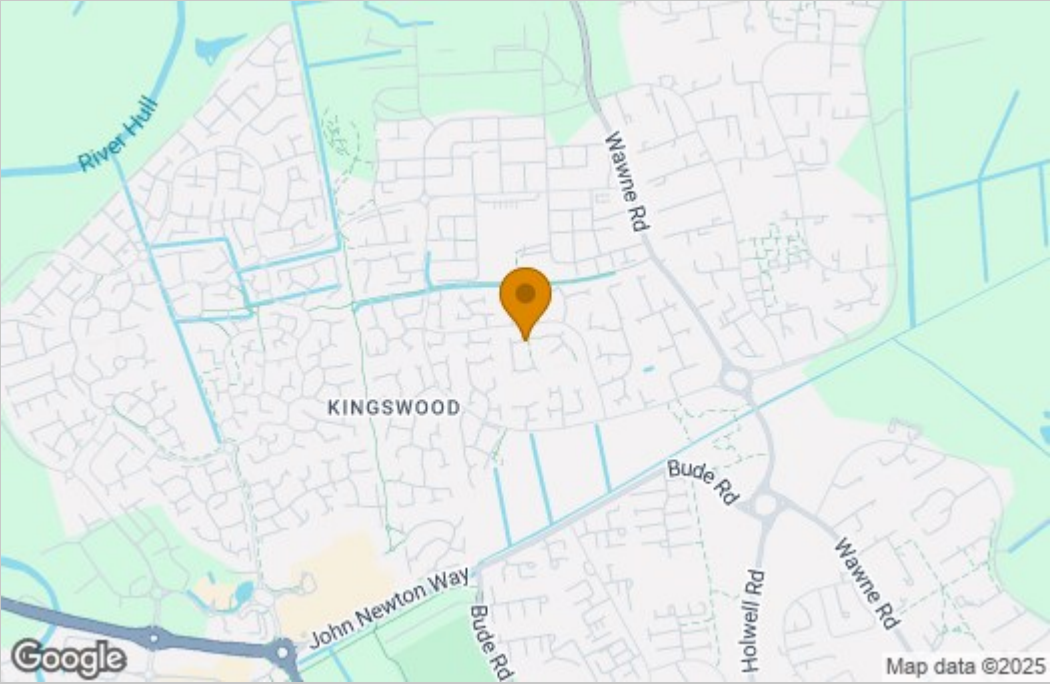 River Hull
Wawne Rd
KINGSWOOD
Bude Rd
John Newton Way
Bude Rd
Holwell Rd
Wawne Rd
Google
Map data ©2025